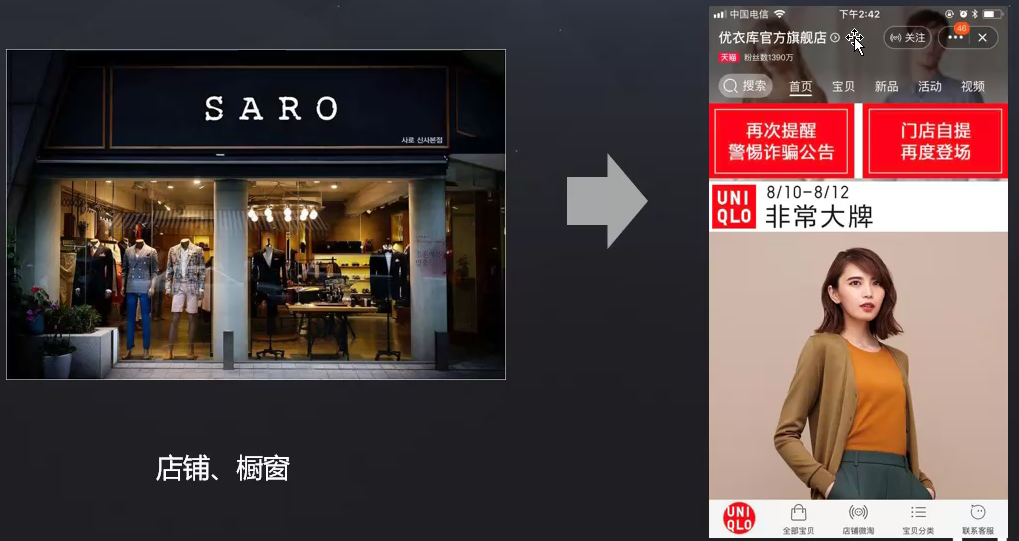 SARO
사로 신사본점
店铺、橱窗
中国电信
下午2:42
优衣库官方旗舰店
关注
46
天猫 粉丝数1390万
搜索 首页 宝贝 新品 活动 视频
再次提醒
警惕诈骗公告
门店自提
再度登场
UNI
QLO
8/10-8/12
非常大牌
UNI
QLO
全部宝贝 店铺微淘 宝贝分类 联系客服